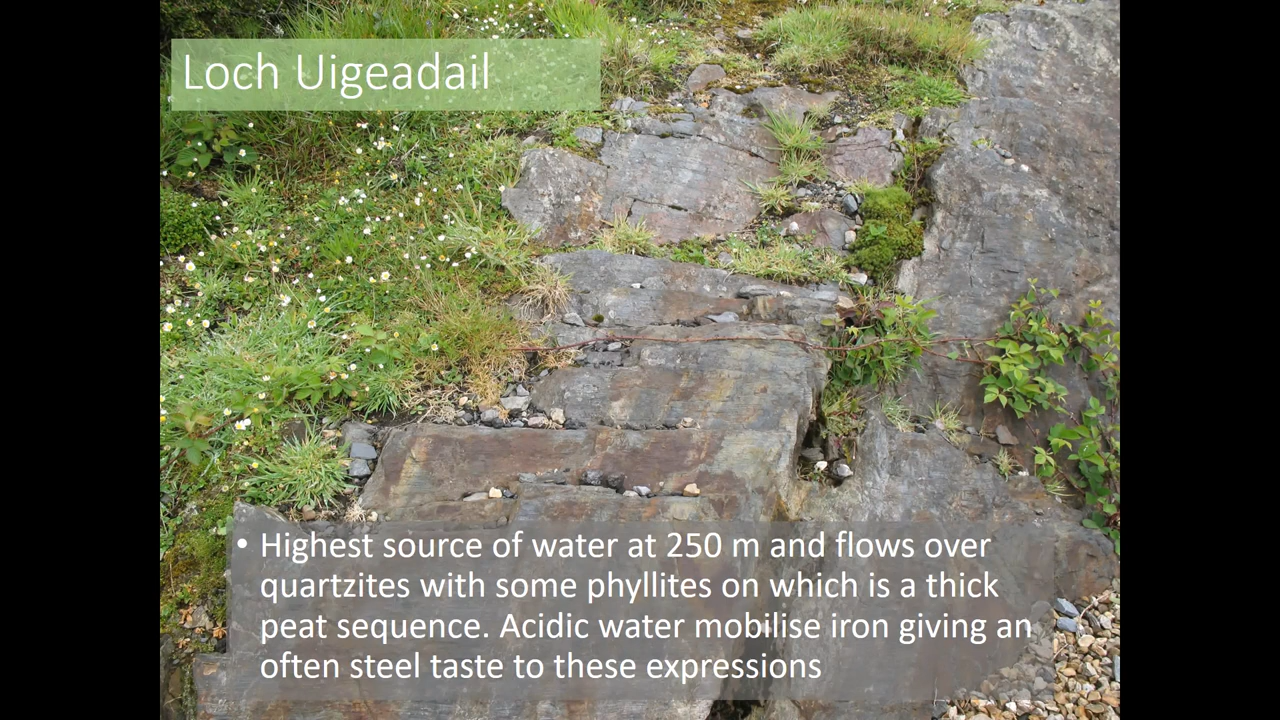 Loch Uigeadail
• Highest source of water at 250 m and flows over
quartzites with some phyllites on which is a thick
peat sequence. Acidic water mobilise iron giving an
often steel taste to these expressions